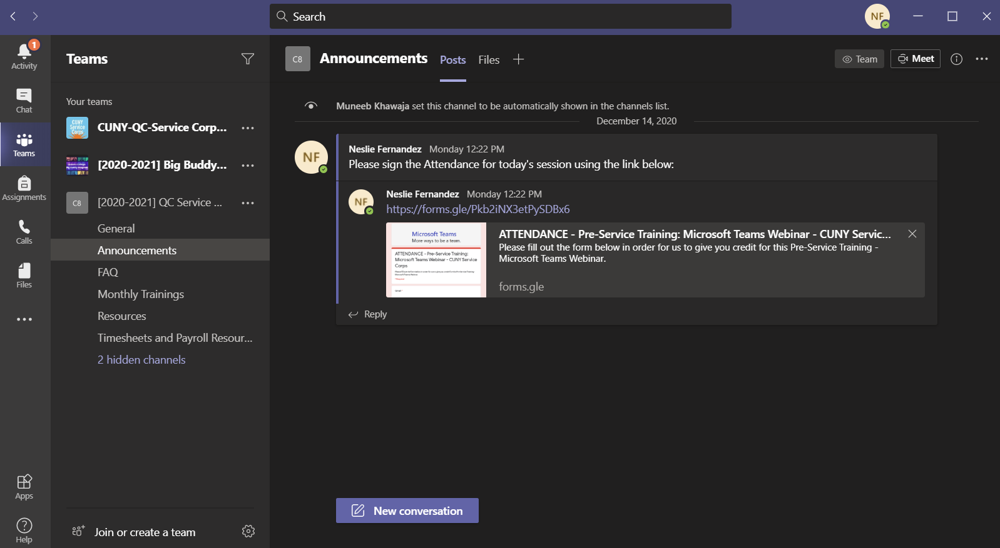 Search
NF
1
Activity
Chat
Teams
Assignments
Calls
Files
Apps
Help
Teams
Your teams
CUNY Service Corps
CUNY-QC-Service Corp...
[2020-2021] Big Buddy...
C8
[2020-2021] QC Service ...
General
Announcements
FAQ
Monthly Trainings
Resources
Timesheets and Payroll Resour...
2 hidden channels
Join or create a team
C8
Announcements
Posts
Files
Team
Meet
Muneeb Khawaja set this channel to be automatically shown in the channels list.
December 14, 2020
NF
Neslie Fernandez Monday 12:22 PM
Please sign the Attendance for today's session using the link below:
NF
Neslie Fernandez Monday 12:22 PM
https://forms.gle/Pkb2iNX3etPySDBx6
Microsoft Teams
More ways to be a team.
ATTENDANCE - Pre-Service Training:
Microsoft Teams Webinar - CUNY Service
Corps
ATTENDANCE - Pre-Service Training: Microsoft Teams Webinar - CUNY Servic...
Please fill out the form below in order for us to give you credit for this Pre-Service Training -
Microsoft Teams Webinar.
forms.gle
Reply
New conversation